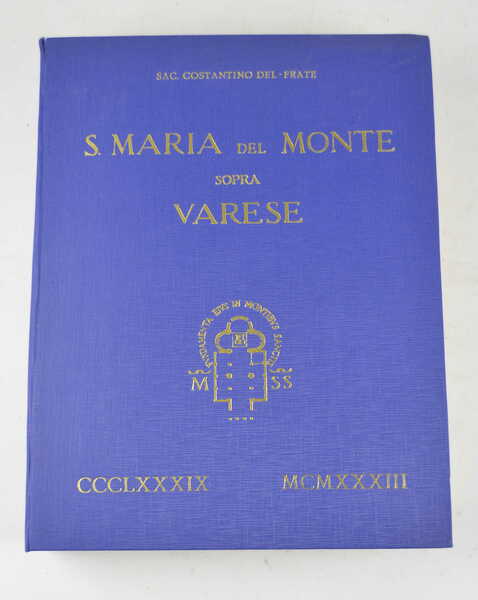 SAC. COSTANTINO DEL-FRATE
S. MARIA DEL MONTE
SOPRA
VARESE
FUNDAMENTA EIUS IN MONTIBUS SANCTIS
M SS
CCCLXXXIX MCMXXXIII